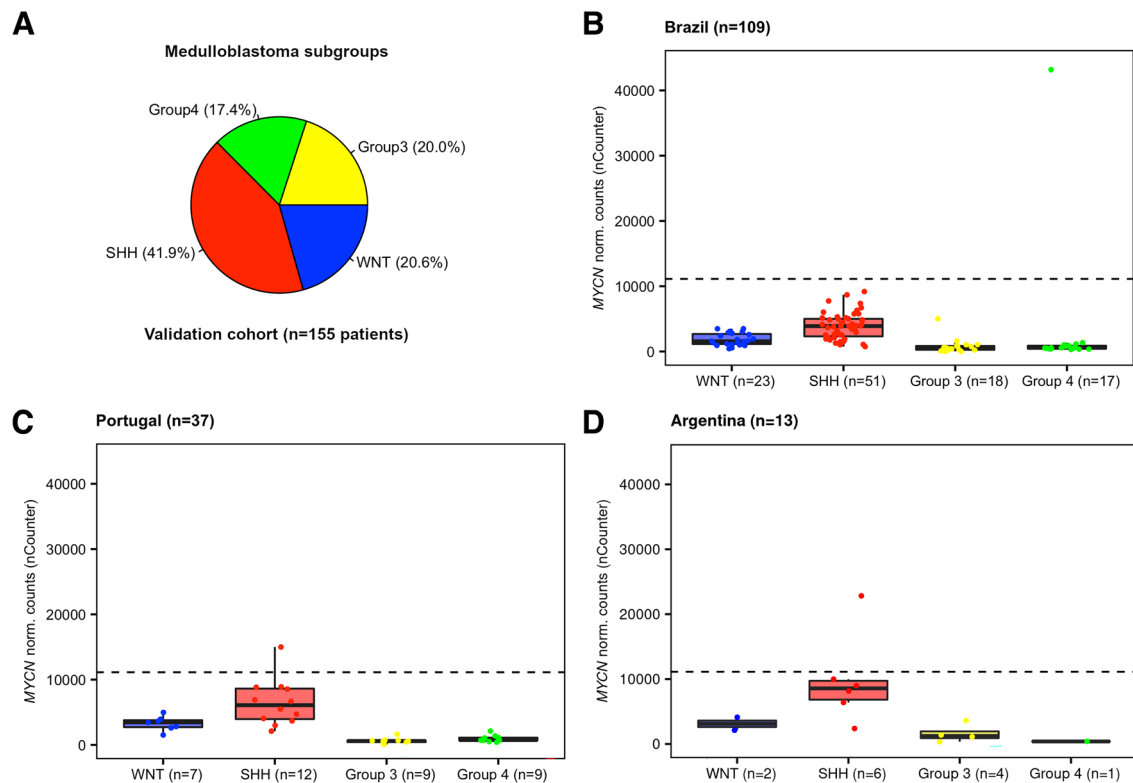 A
Medulloblastoma subgroups
Group4 (17.4%)
Group3 (20.0%)
SHH (41.9%)
WNT (20.6%)
Validation cohort (n=155 patients)
B
Brazil (n=109)
MYCN norm. counts (nCounter)
40000
30000
20000
10000
0
WNT (n=23) SHH (n=51) Group 3 (n=18) Group 4 (n=17)
C
Portugal (n=37)
MYCN norm. counts (nCounter)
40000
30000
20000
10000
0
WNT (n=7) SHH (n=12) Group 3 (n=9) Group 4 (n=9)
D
Argentina (n=13)
MYCN norm. counts (nCounter)
40000
30000
20000
10000
0
WNT (n=2) SHH (n=6) Group 3 (n=4) Group 4 (n=1)